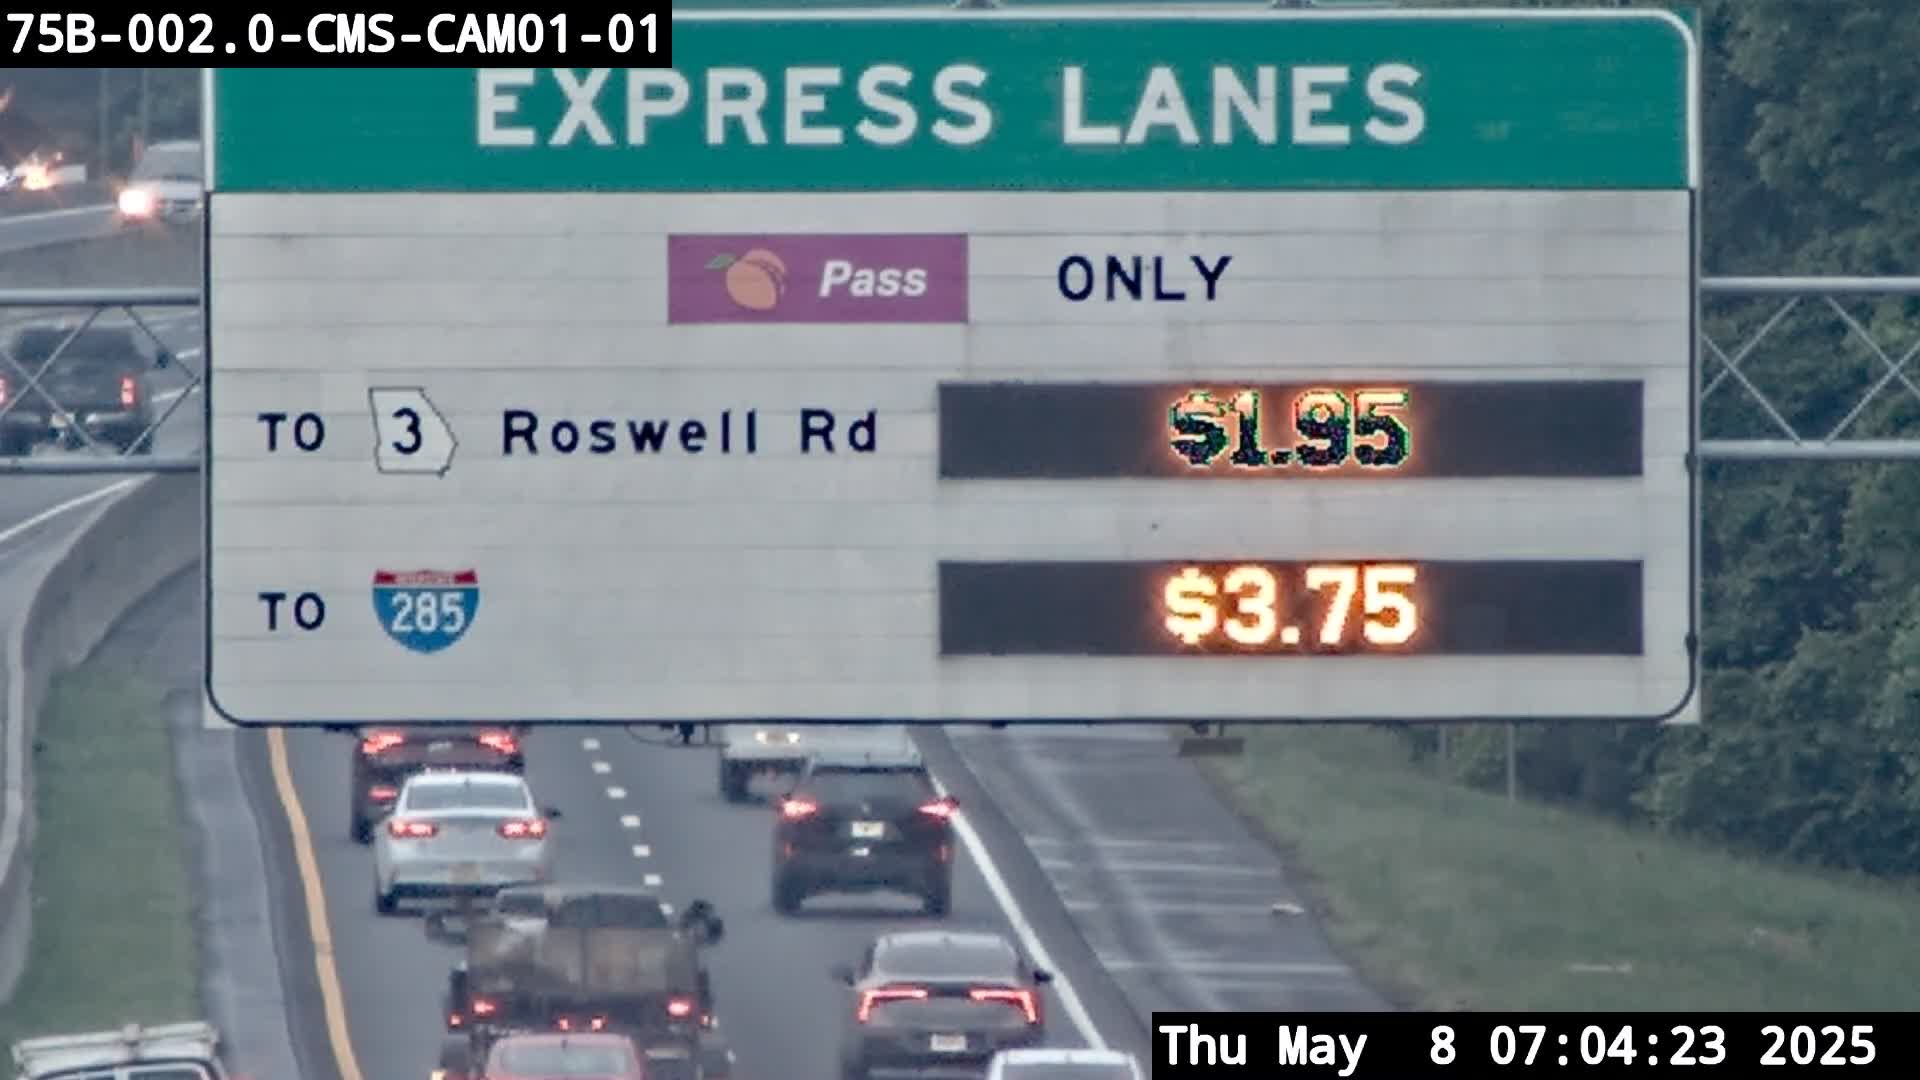 75B-002.0-CMS-CAM01-01
EXPRESS LANES
Pass ONLY
TO 3 Roswell Rd $1.95
TO INTERSTATE 285 $3.75
Thu May 8 07:04:23 2025